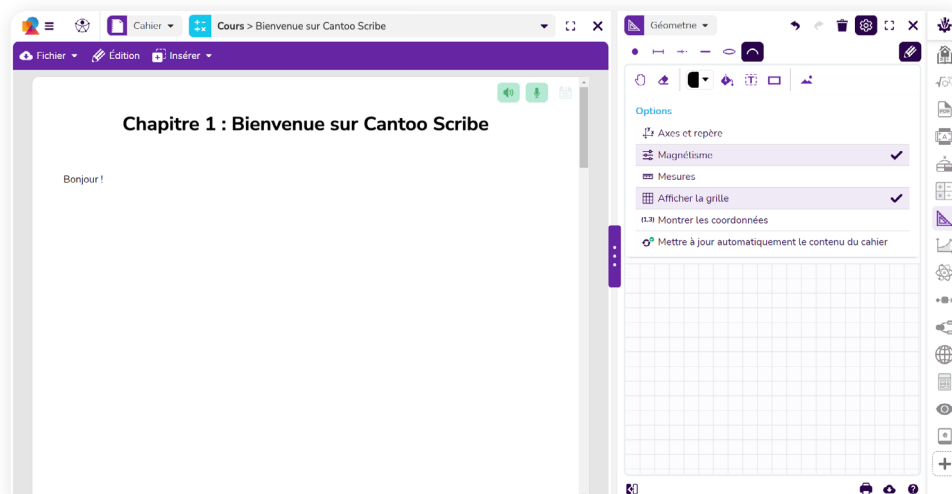 Cahier
Cours > Bienvenue sur Cantoo Scribe
Fichier
Édition
Insérer
Chapitre 1 : Bienvenue sur Cantoo Scribe
Bonjour !
Géometrie
Options
Axes et repère
Magnétisme
Mesures
Afficher la grille
(1,3) Montrer les coordonnées
Mettre à jour automatiquement le contenu du cahier